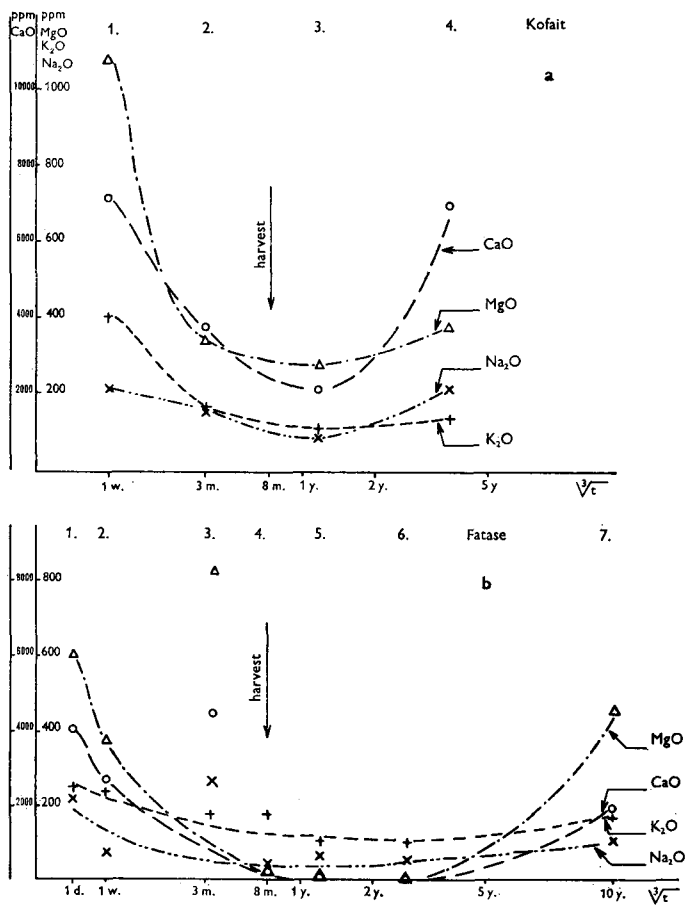 ppm ppm
CaO MgO
K₂O
Na₂O
1. 2. 3. 4. Kofait
a
10000 1000
8000 800
6000 600
4000 400
2000 200
harvest
CaO
MgO
Na₂O
K₂O
1 w. 3 m. 8 m. 1 y. 2 y. 5 y ³√t
1. 2. 3. 4. 5. 6. Fatase 7.
b
8000 800
6000 600
4000 400
2000 200
harvest
MgO
CaO
K₂O
Na₂O
1 d. 1 w. 3 m. 8 m. 1 y. 2 y. 5 y. 10 y. ³√t